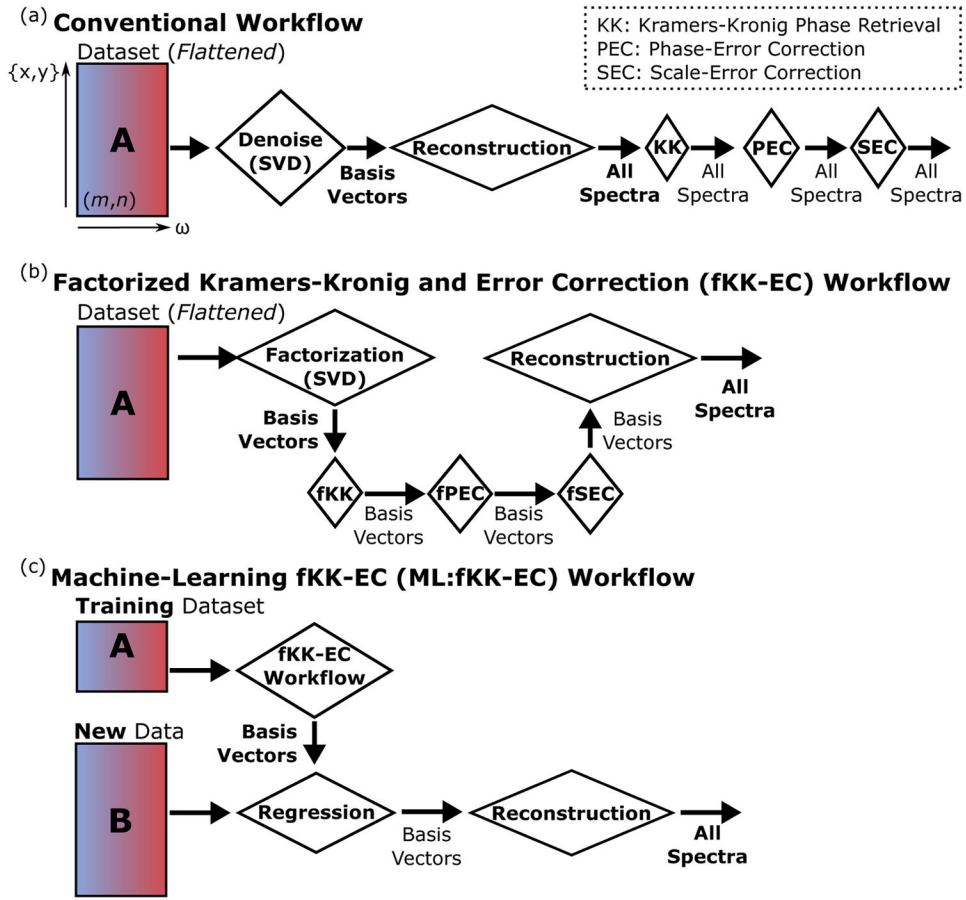 (a) Conventional Workflow
KK: Kramers-Kronig Phase Retrieval
PEC: Phase-Error Correction
SEC: Scale-Error Correction
Dataset (Flattened)
{x,y}
A
(m,n)
ω
Denoise
(SVD)
Basis
Vectors
Reconstruction
All
Spectra
KK
All
Spectra
PEC
All
Spectra
SEC
All
Spectra
(b) Factorized Kramers-Kronig and Error Correction (fKK-EC) Workflow
Dataset (Flattened)
A
Factorization
(SVD)
Basis
Vectors
fKK
Basis
Vectors
fPEC
Basis
Vectors
fSEC
Basis
Vectors
Reconstruction
All
Spectra
(c) Machine-Learning fKK-EC (ML:fKK-EC) Workflow
Training Dataset
A
fKK-EC
Workflow
Basis
Vectors
New Data
B
Regression
Basis
Vectors
Reconstruction
All
Spectra